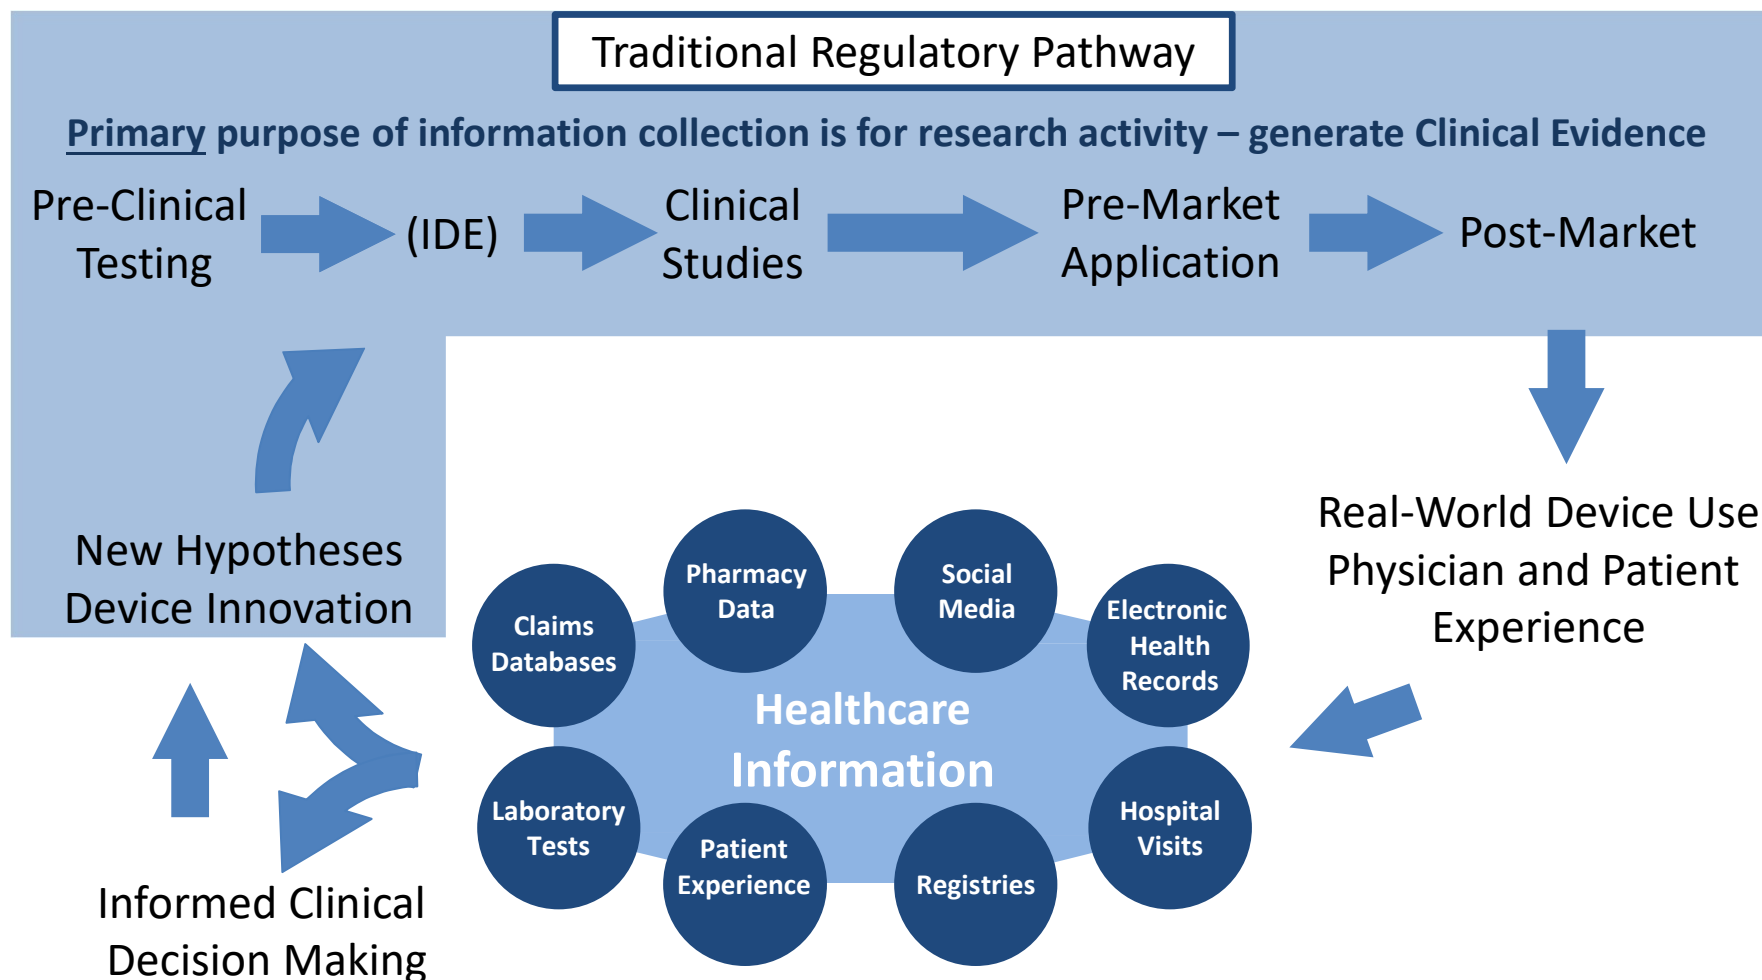 Traditional Regulatory Pathway
Primary purpose of information collection is for research activity – generate Clinical Evidence
Pre-Clinical
Testing
(IDE)
Clinical
Studies
Pre-Market
Application
Post-Market
Real-World Device Use
Physician and Patient
Experience
New Hypotheses
Device Innovation
Claims
Databases
Pharmacy
Data
Social
Media
Electronic
Health
Records
Healthcare
Information
Laboratory
Tests
Patient
Experience
Registries
Hospital
Visits
Informed Clinical
Decision Making